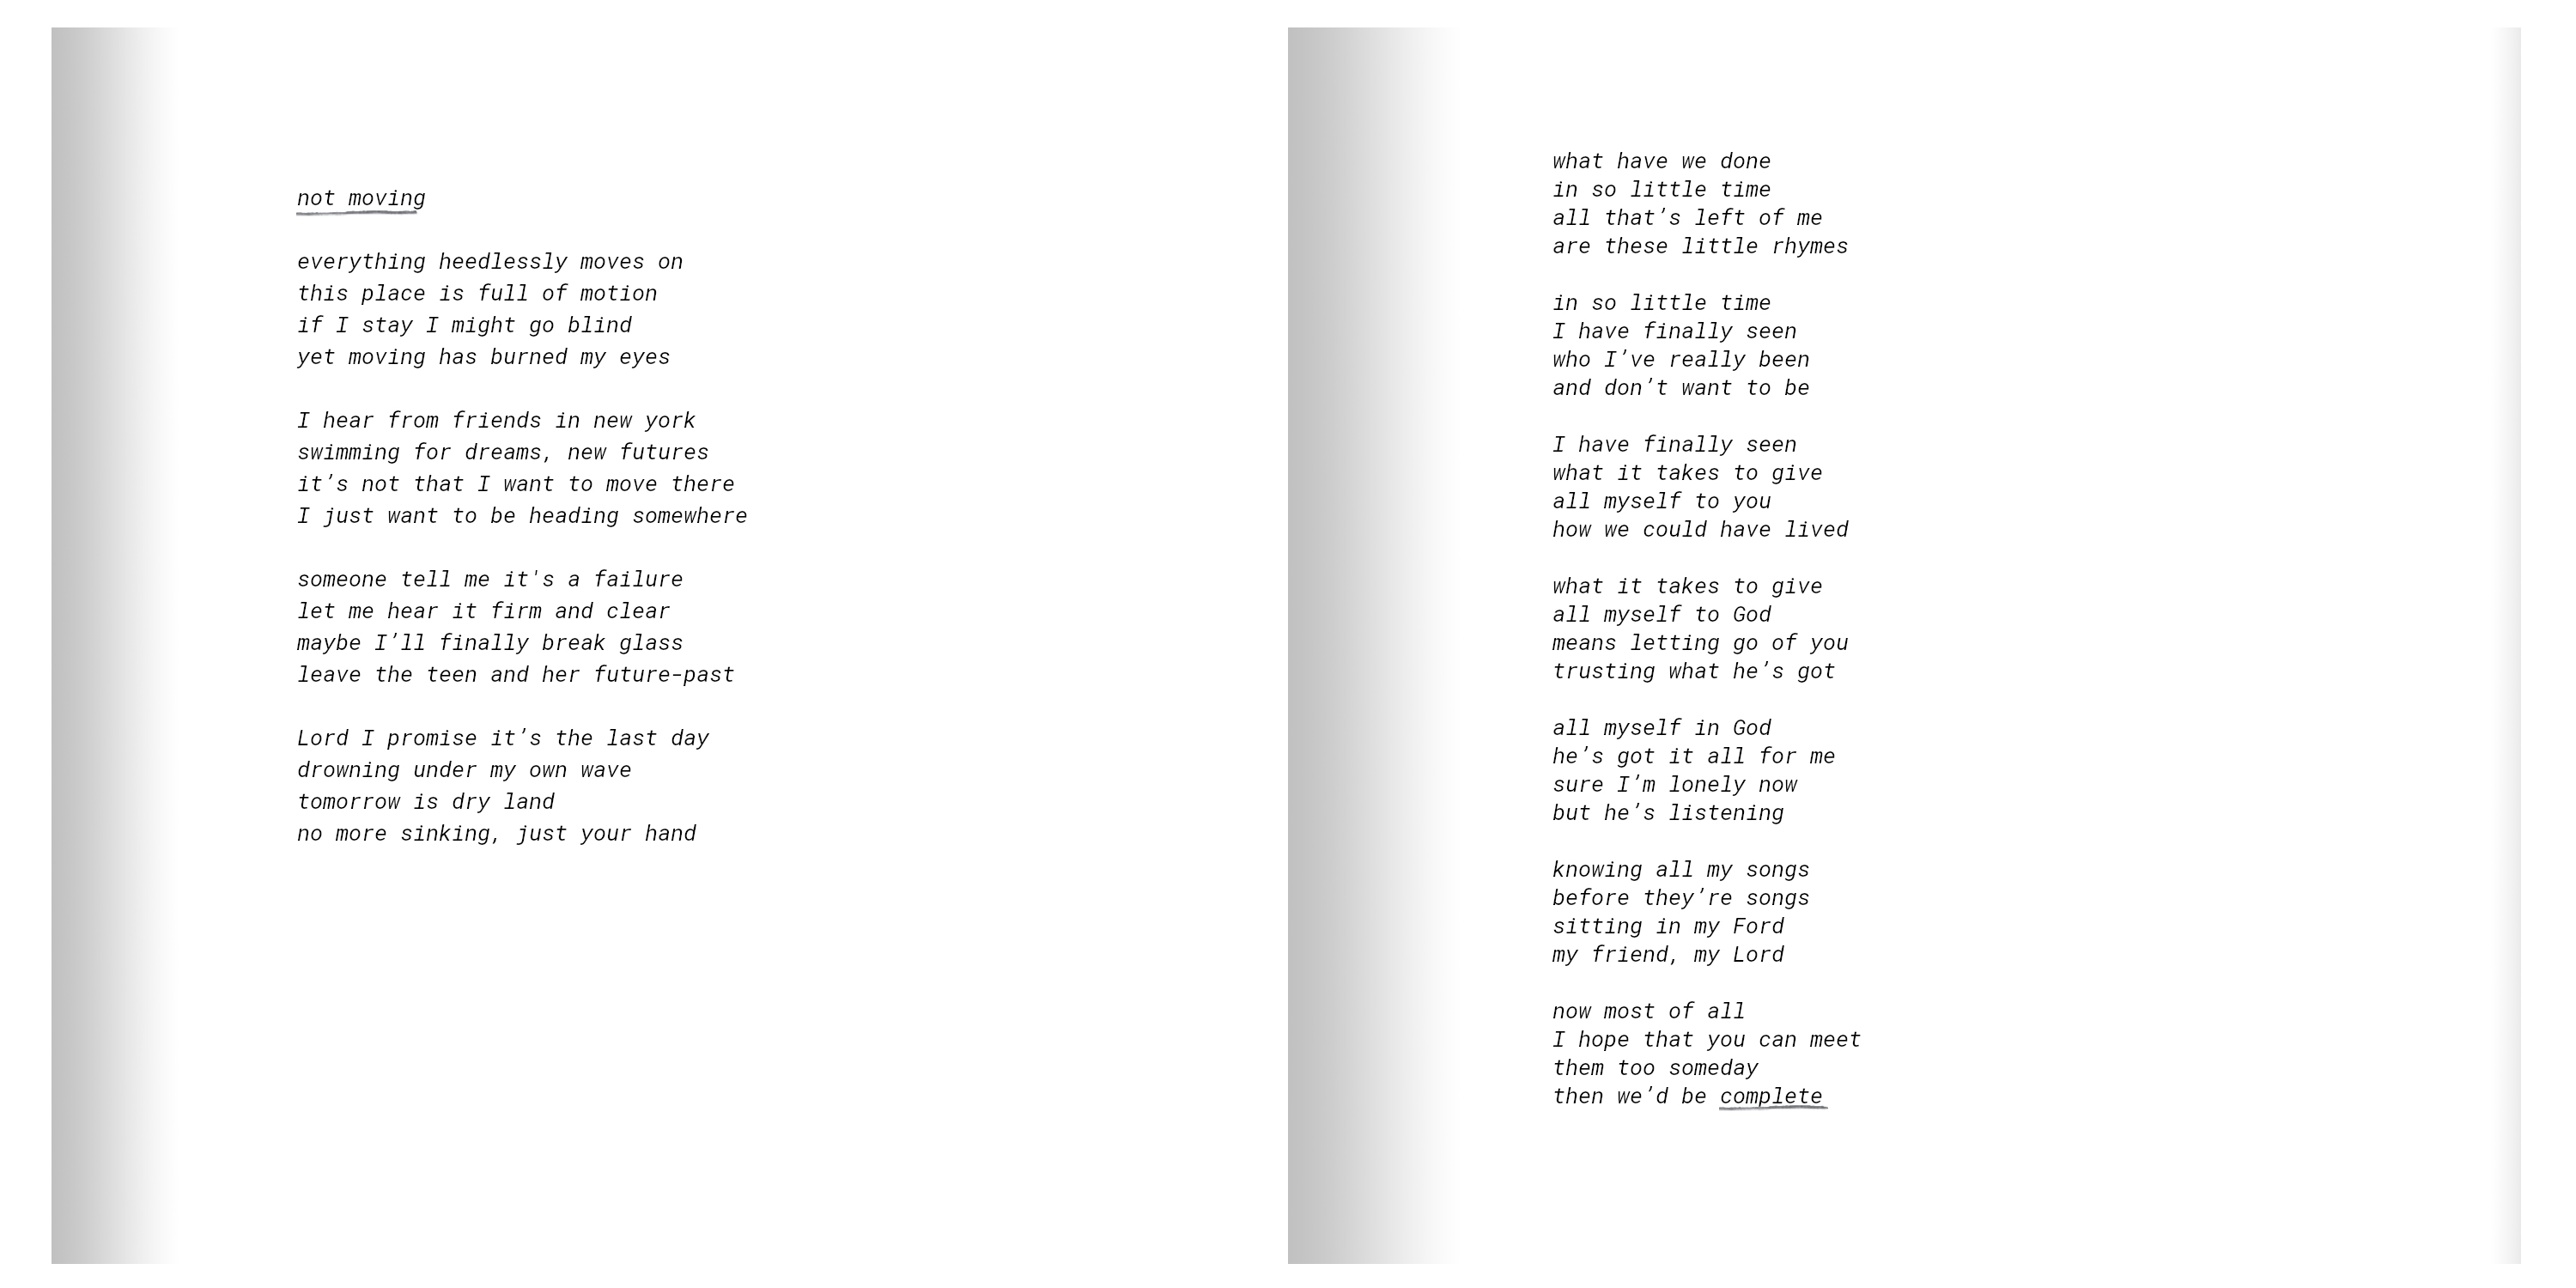 not moving
everything heedlessly moves on
this place is full of motion
if I stay I might go blind
yet moving has burned my eyes
I hear from friends in new york
swimming for dreams, new futures
it’s not that I want to move there
I just want to be heading somewhere
someone tell me it's a failure
let me hear it firm and clear
maybe I’ll finally break glass
leave the teen and her future-past
Lord I promise it’s the last day
drowning under my own wave
tomorrow is dry land
no more sinking, just your hand
what have we done
in so little time
all that’s left of me
are these little rhymes
in so little time
I have finally seen
who I’ve really been
and don’t want to be
I have finally seen
what it takes to give
all myself to you
how we could have lived
what it takes to give
all myself to God
means letting go of you
trusting what he’s got
all myself in God
he’s got it all for me
sure I’m lonely now
but he’s listening
knowing all my songs
before they’re songs
sitting in my Ford
my friend, my Lord
now most of all
I hope that you can meet
them too someday
then we’d be complete